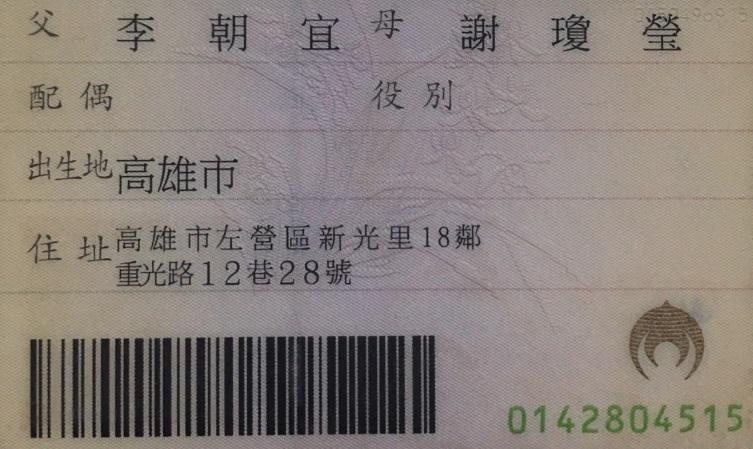 父 李朝宜 母 謝瓊瑩
配偶 役別
出生地 高雄市
住址 高雄市左營區新光里18鄰
重光路12巷28號
0142804515